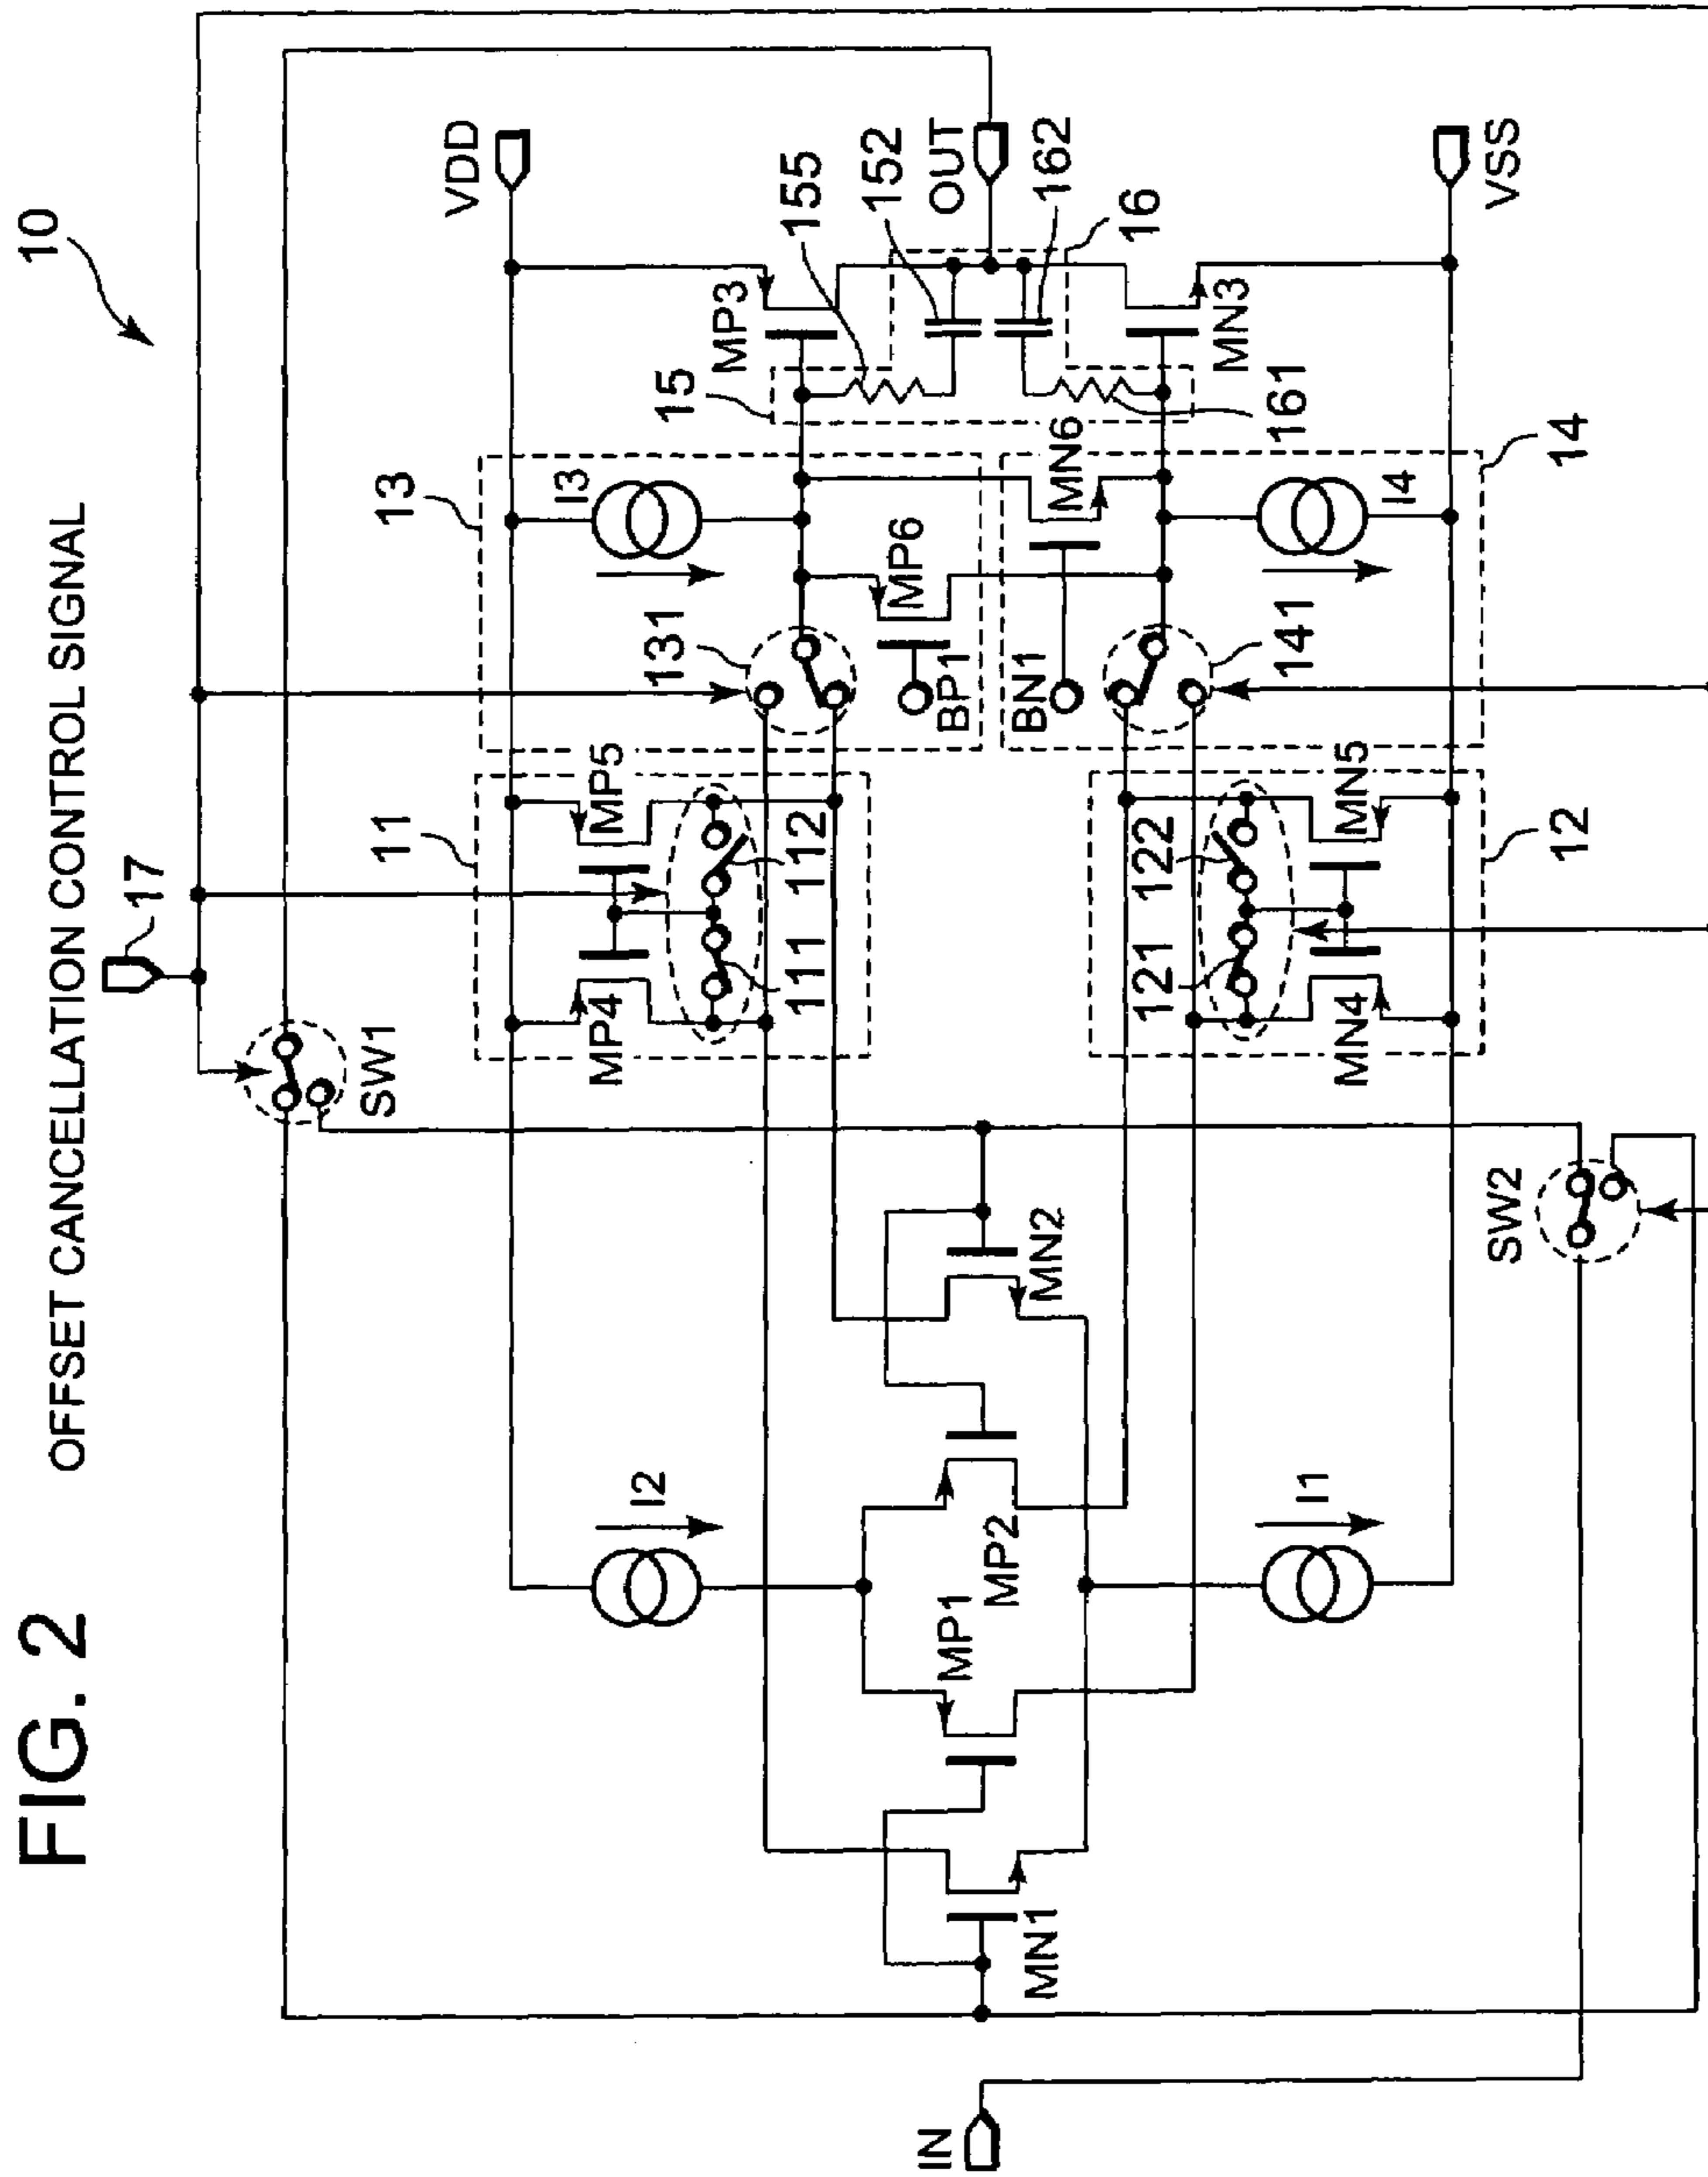 FIG. 2
OFFSET CANCELLATION CONTROL SIGNAL
10
17
SW1
VDD
I2
11
MP4
MP5
111
112
13
I3
131
MP6
BP1
15
MP3
155
152
OUT
162
16
MN1
MP1
MP2
MN2
BN1
MN6
161
MN3
141
I4
14
121
122
MN4
MN5
12
I1
VSS
SW2
IN